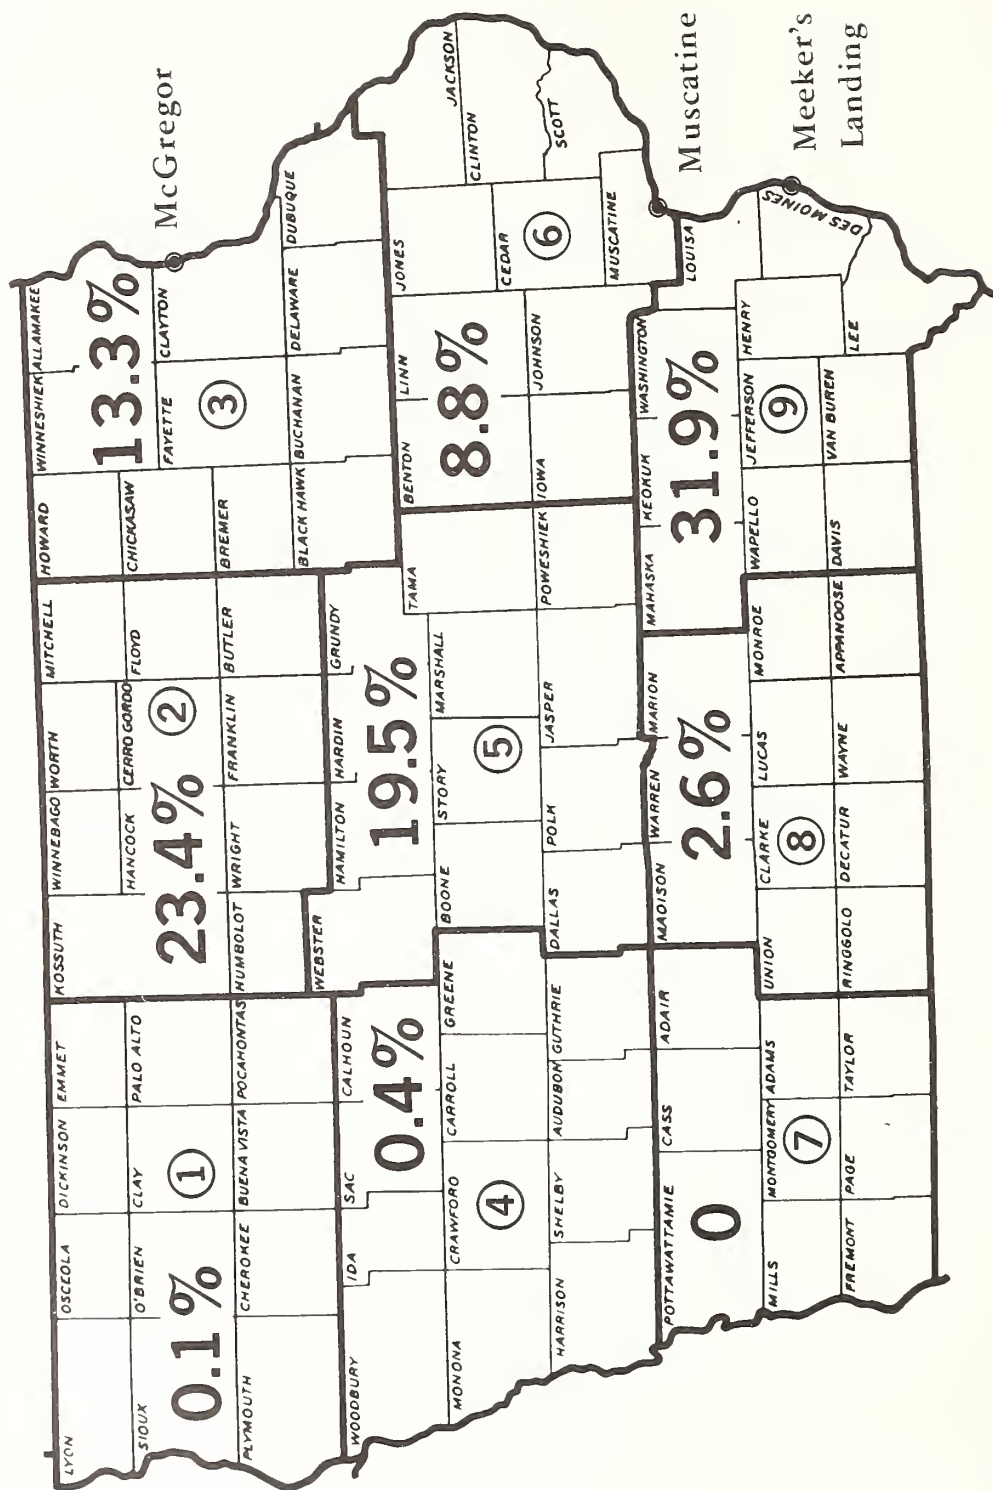 LYON
OSCEOLA
DICKINSON
EMMET
KOSSUTH
WINNEBAGO
WORTH
MITCHELL
HOWARD
WINNESHIEK
ALLAMAKEE
SIOUX
O'BRIEN
CLAY
PALO ALTO
HANCOCK
CERRO GORDO
FLOYD
CHICKASAW
FAYETTE
CLAYTON
McGregor
0.1%
1
23.4%
2
13.3%
3
PLYMOUTH
CHEROKEE
BUENA VISTA
POCAHONTAS
HUMBOLOT
WRIGHT
FRANKLIN
BUTLER
BREMER
BLACK HAWK
BUCHANAN
DELAWARE
DUBUQUE
WOODBURY
IDA
SAC
CALHOUN
WEBSTER
HAMILTON
HARDIN
GRUNDY
TAMA
BENTON
LINN
JONES
JACKSON
0.4%
4
19.5%
5
8.8%
6
MONONA
CRAWFORO
CARROLL
GREENE
BOONE
STORY
MARSHALL
CLINTON
CEDAR
SCOTT
HARRISON
SHELBY
AUDUBON
GUTHRIE
DALLAS
POLK
JASPER
POWESHIEK
IOWA
JOHNSON
MUSCATINE
Muscatine
POTTAWATTAMIE
CASS
ADAIR
MADISON
WARREN
MARION
MAHASKA
KEOKUK
WASHINGTON
LOUISA
0
7
2.6%
8
31.9%
9
MILLS
MONTGOMERY
ADAMS
UNION
CLARKE
LUCAS
MONROE
WAPELLO
JEFFERSON
HENRY
DES MOINES
Meeker's
Landing
FREMONT
PAGE
TAYLOR
RINGGOLO
DECATUR
WAYNE
APPANOOSE
DAVIS
VAN BUREN
LEE